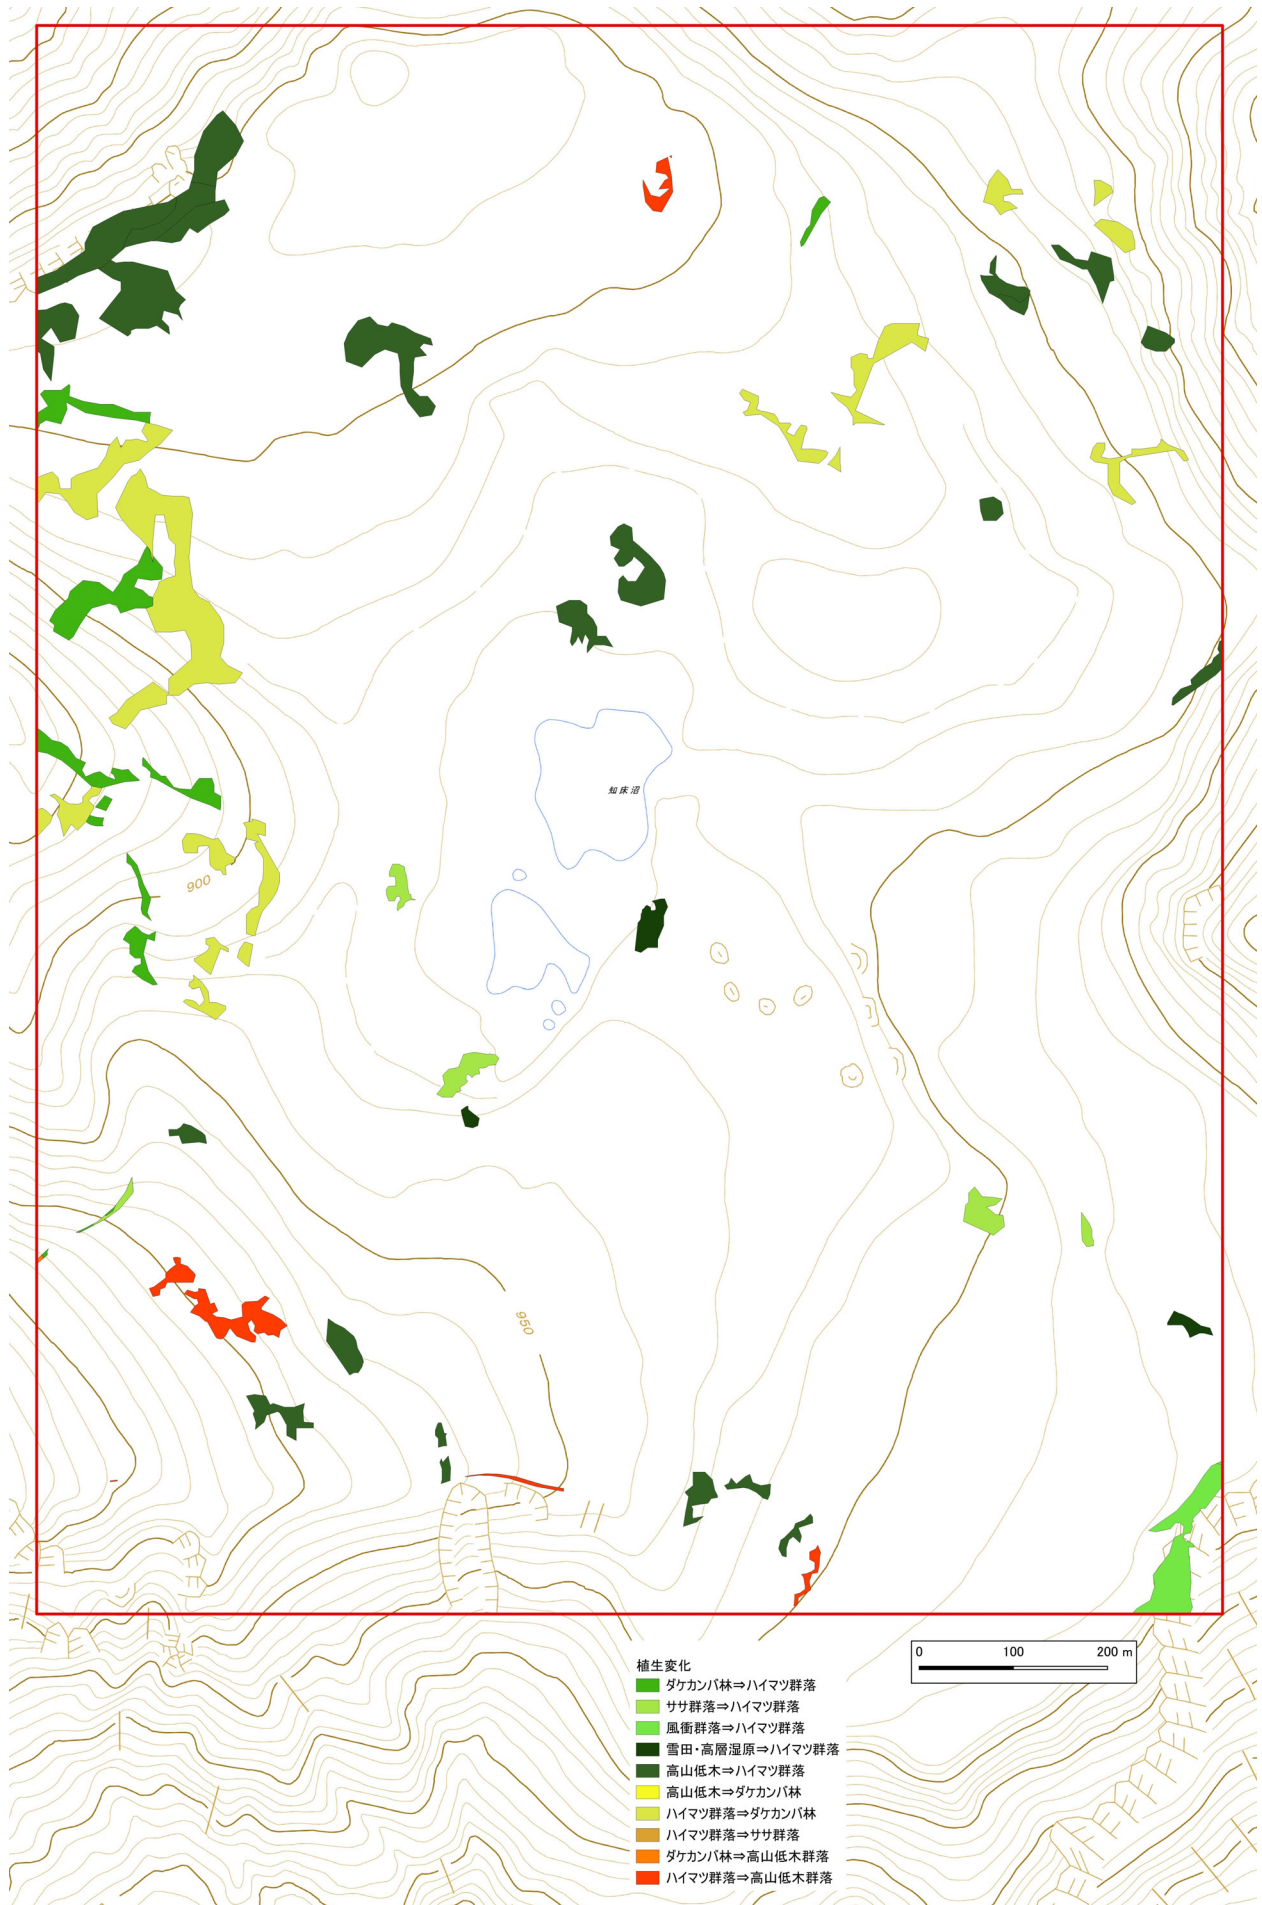 知床沼
900
950
0 100 200 m
植生変化
ダケカンバ林⇒ハイマツ群落
ササ群落⇒ハイマツ群落
風衝群落⇒ハイマツ群落
雪田・高層湿原⇒ハイマツ群落
高山低木⇒ハイマツ群落
高山低木⇒ダケカンバ林
ハイマツ群落⇒ダケカンバ林
ハイマツ群落⇒ササ群落
ダケカンバ林⇒高山低木群落
ハイマツ群落⇒高山低木群落